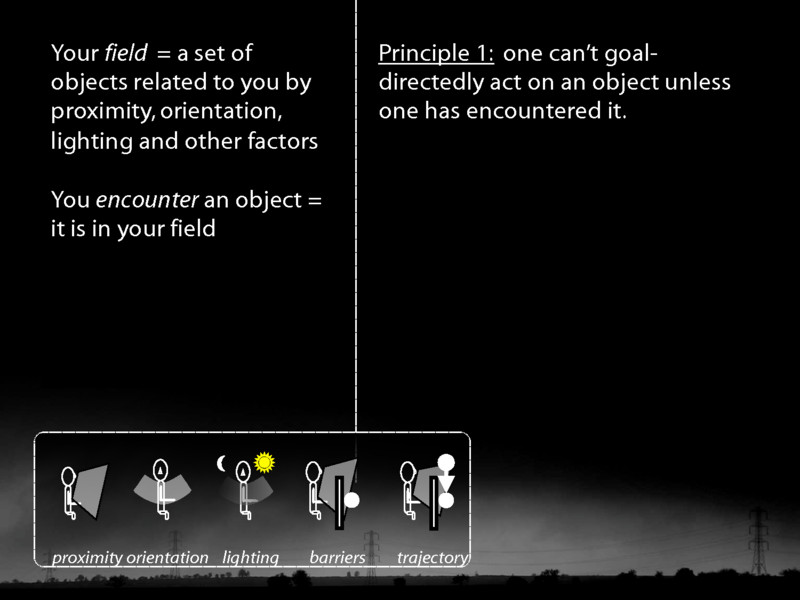 Your field = a set of
objects related to you by
proximity, orientation,
lighting and other factors
You encounter an object =
it is in your field
Principle 1: one can't goal-
directedly act on an object unless
one has encountered it.
proximity orientation lighting barriers trajectory